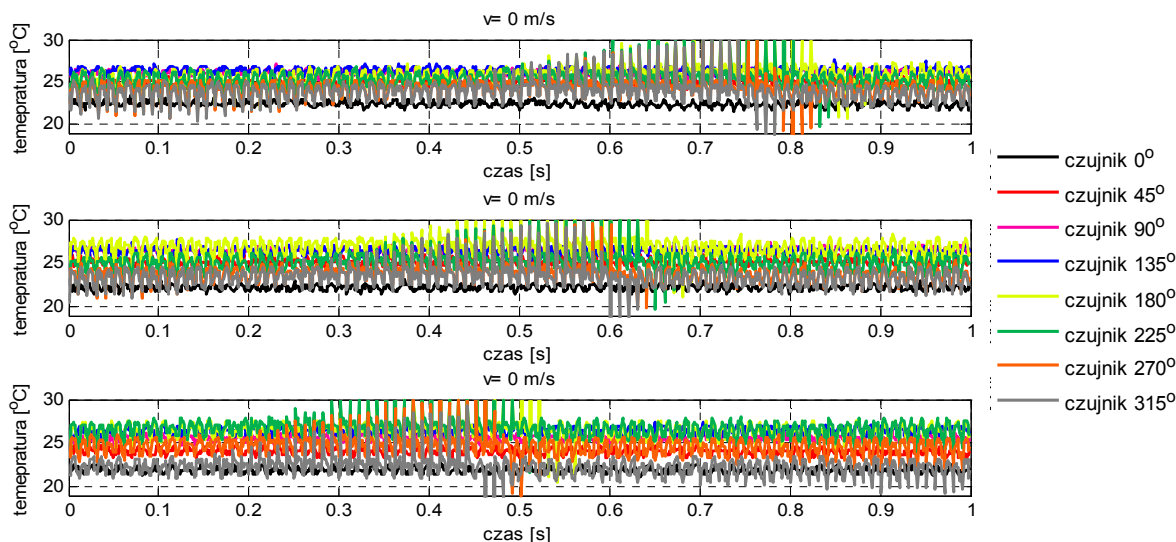 v= 0 m/s
temepratura [°C]
30
25
20
0 0.1 0.2 0.3 0.4 0.5 0.6 0.7 0.8 0.9 1
czas [s]
v= 0 m/s
temepratura [°C]
30
25
20
0 0.1 0.2 0.3 0.4 0.5 0.6 0.7 0.8 0.9 1
czas [s]
v= 0 m/s
temepratura [°C]
30
25
20
0 0.1 0.2 0.3 0.4 0.5 0.6 0.7 0.8 0.9 1
czas [s]
czujnik 0°
czujnik 45°
czujnik 90°
czujnik 135°
czujnik 180°
czujnik 225°
czujnik 270°
czujnik 315°